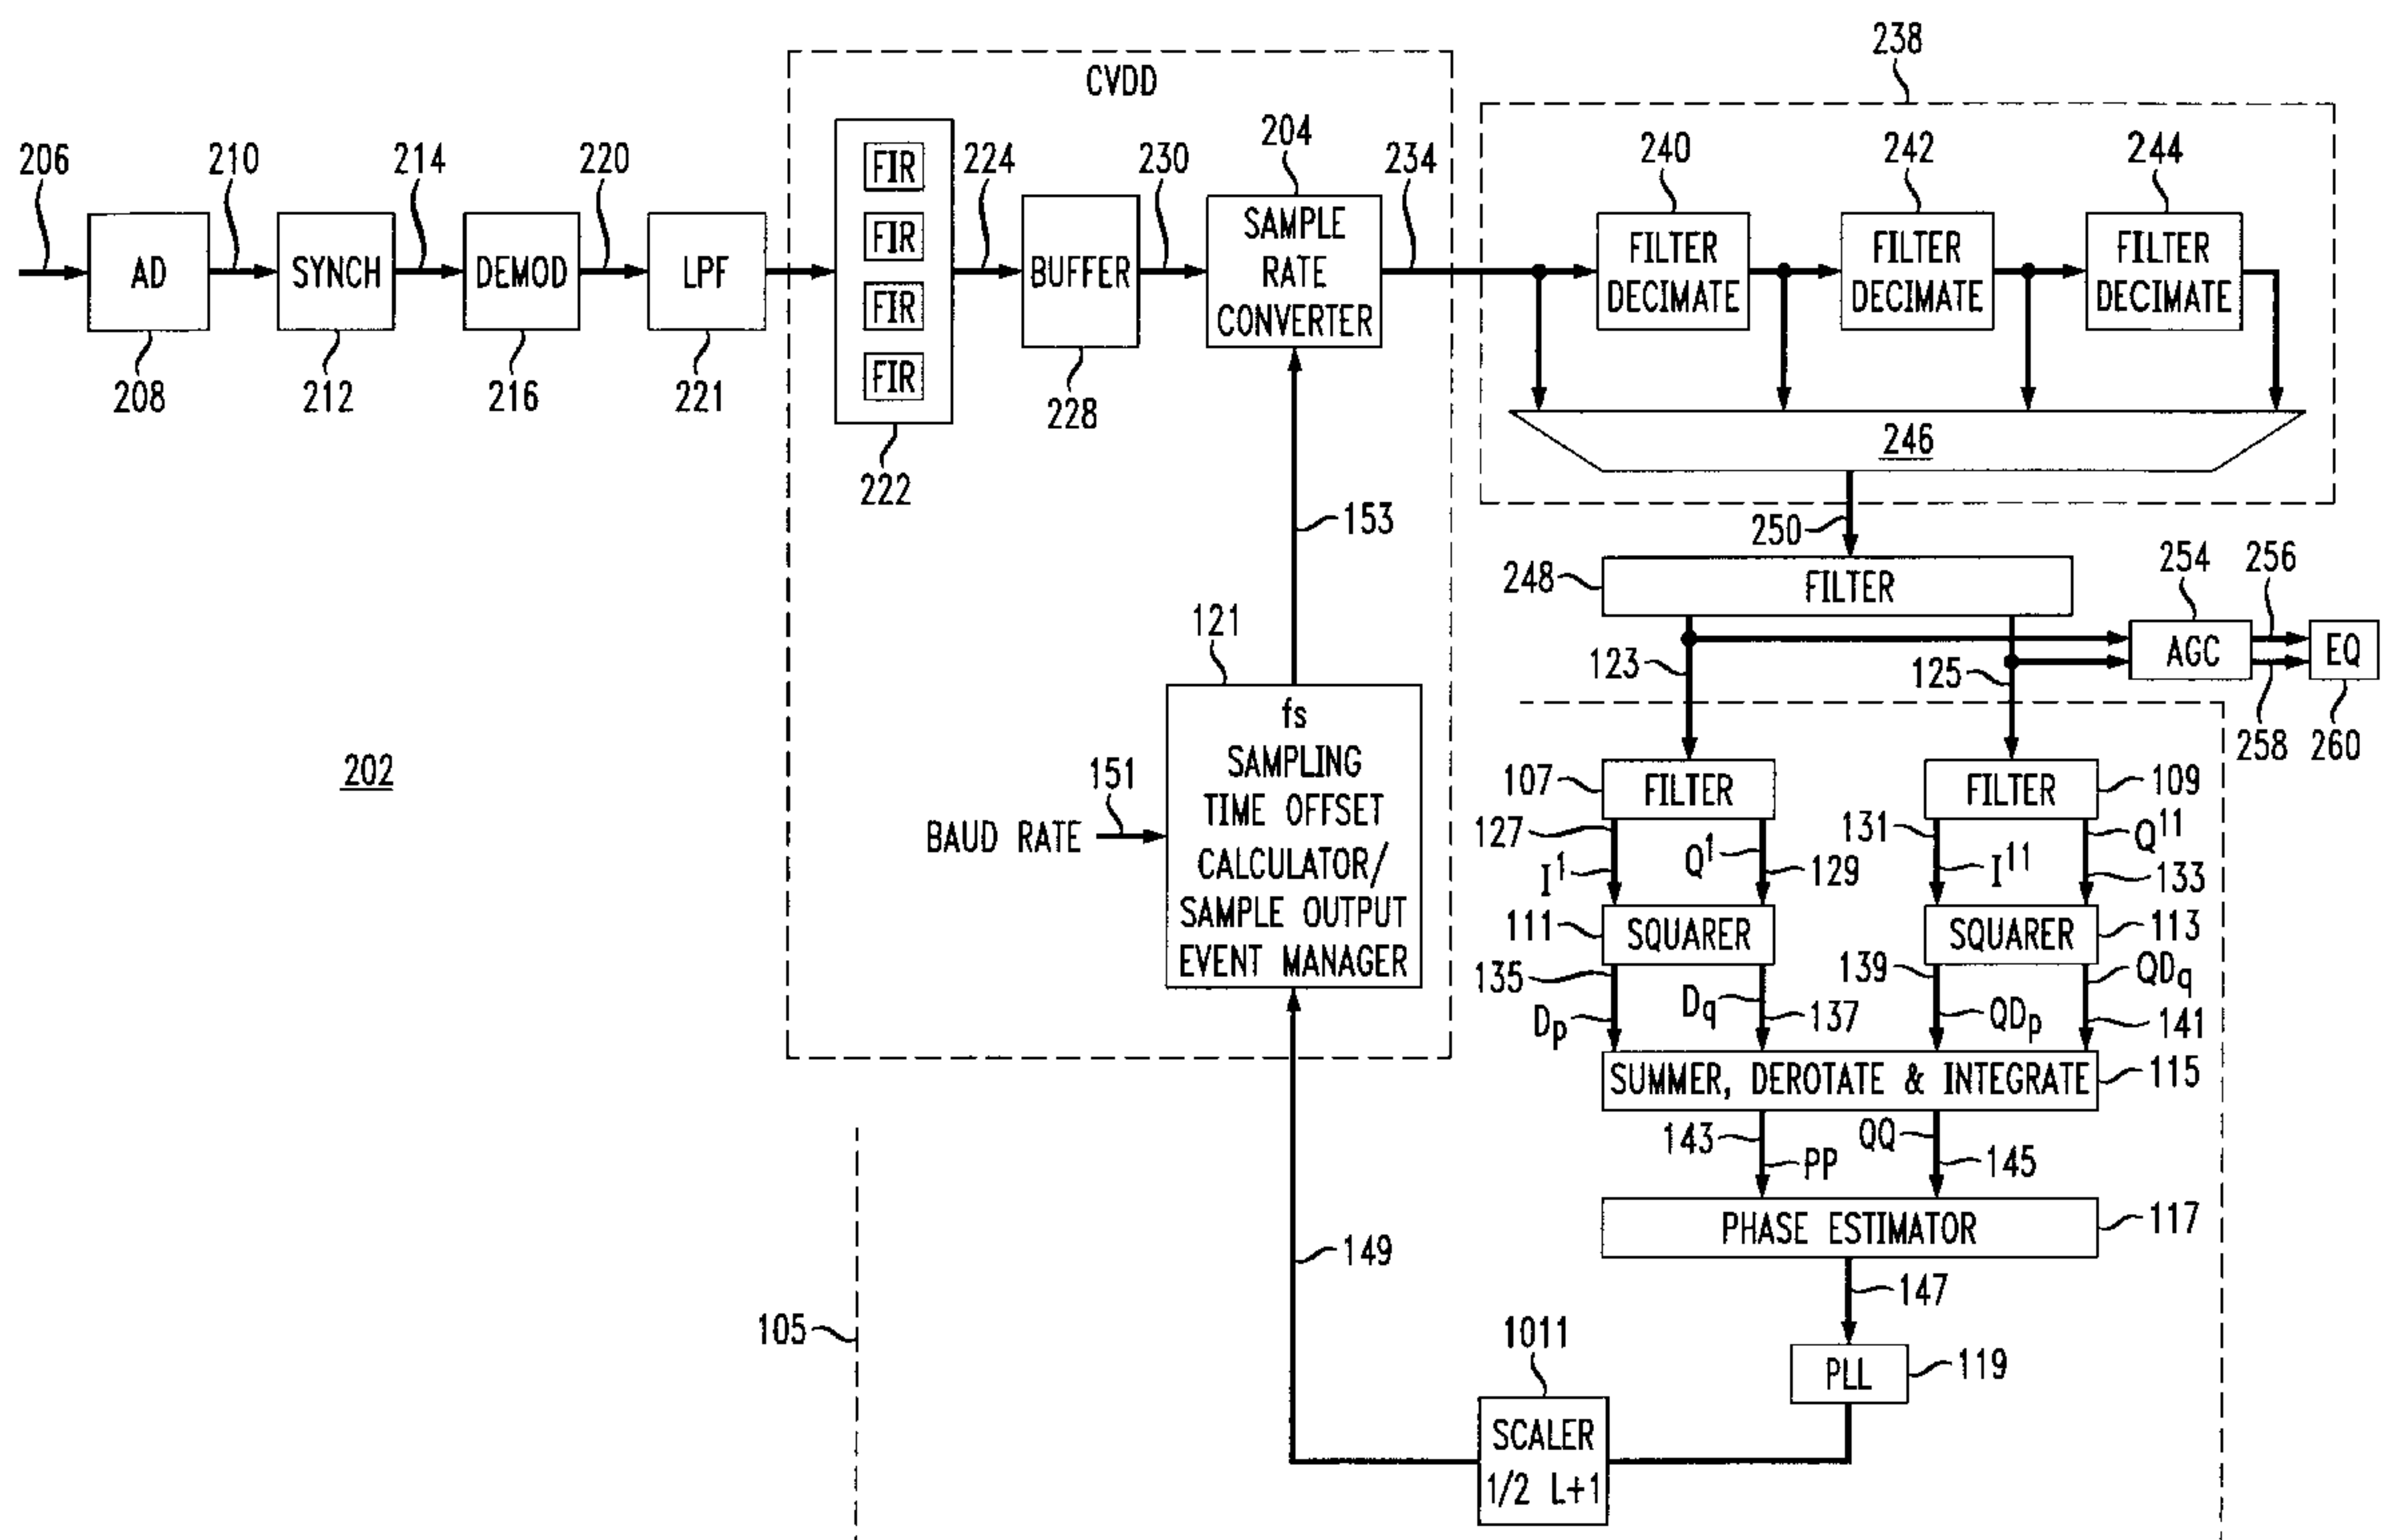 238
CVDD
204
206
210
214
220
224
230
234
240
242
244
FIR
FIR
FIR
FIR
AD
SYNCH
DEMOD
LPF
BUFFER
SAMPLE
RATE
CONVERTER
FILTER
DECIMATE
FILTER
DECIMATE
FILTER
DECIMATE
208
212
216
221
222
228
246
153
250
248
FILTER
254
256
AGC
EQ
258
260
123
125
121
fs
SAMPLING
TIME OFFSET
CALCULATOR/
SAMPLE OUTPUT
EVENT MANAGER
BAUD RATE
151
202
107
FILTER
FILTER
109
127
I1
Q1
129
131
I11
Q11
133
111
SQUARER
SQUARER
113
135
Dp
Dq
137
139
QDp
QDq
141
SUMMER, DEROTATE & INTEGRATE
115
143
PP
QQ
145
PHASE ESTIMATOR
117
147
149
105
PLL
119
1011
SCALER
1/2 L+1